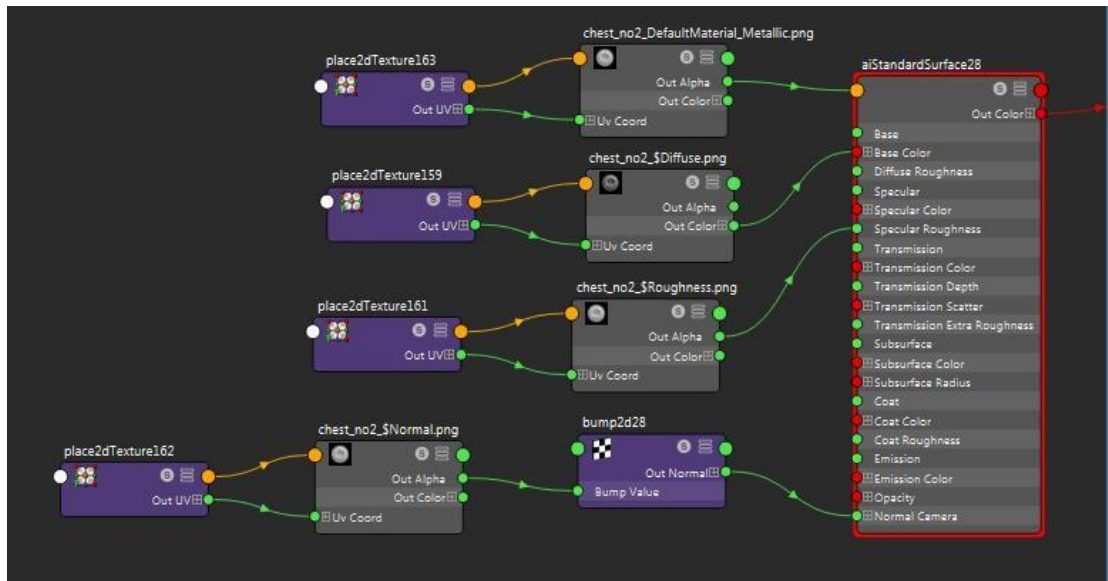 chest_no2_DefaultMaterial_Metallic.png
place2dTexture163
Out UV
Out Alpha
Out Color
Uv Coord
chest_no2_$Diffuse.png
place2dTexture159
Out UV
Out Alpha
Out Color
Uv Coord
chest_no2_$Roughness.png
place2dTexture161
Out UV
Out Alpha
Out Color
Uv Coord
chest_no2_$Normal.png
place2dTexture162
Out UV
Out Alpha
Out Color
Uv Coord
bump2d28
Out Normal
Bump Value
aiStandardSurface28
Out Color
Base
Base Color
Diffuse Roughness
Specular
Specular Color
Specular Roughness
Transmission
Transmission Color
Transmission Depth
Transmission Scatter
Transmission Extra Roughness
Subsurface
Subsurface Color
Subsurface Radius
Coat
Coat Color
Coat Roughness
Emission
Emission Color
Opacity
Normal Camera